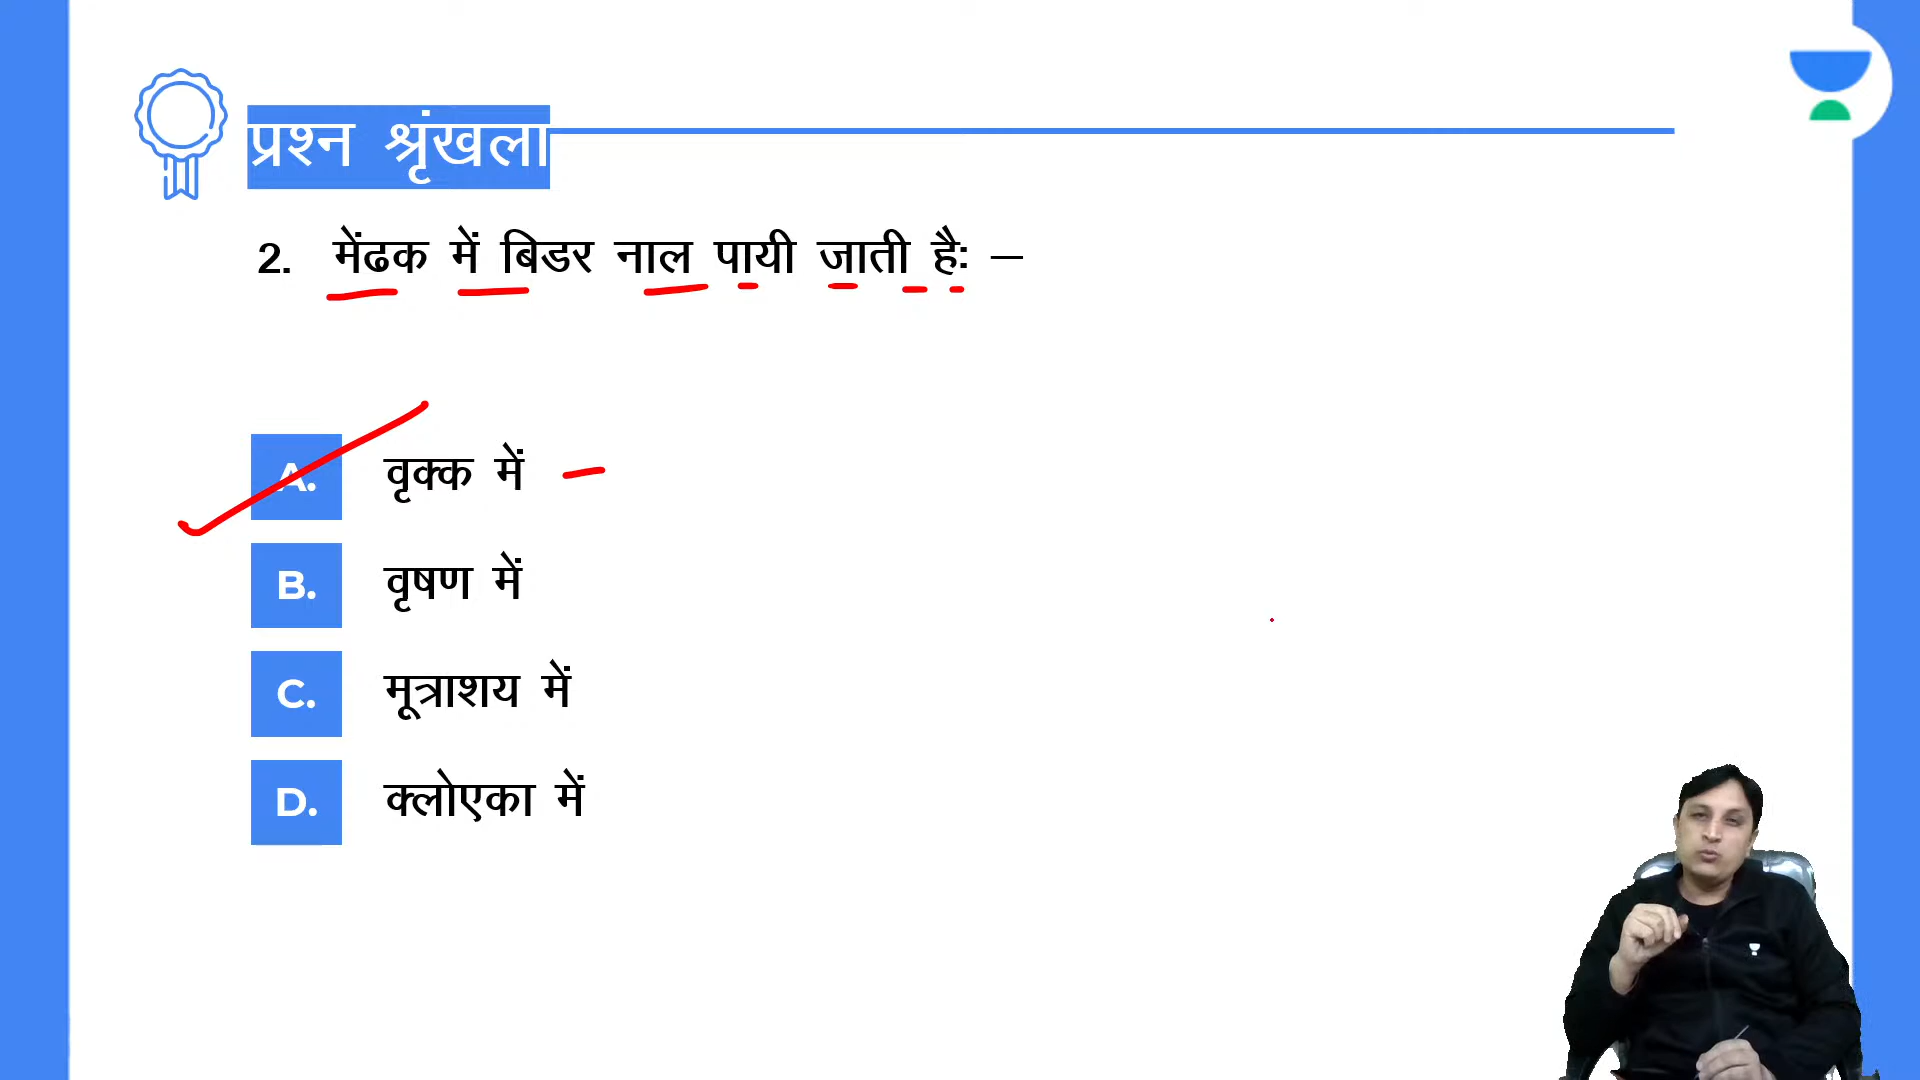 प्रश्न श्रृंखला
2. मेंढक में बिडर नाल पायी जाती है: –
A. वृक्क में
B. वृषण में
C. मूत्राशय में
D. क्लोएका में